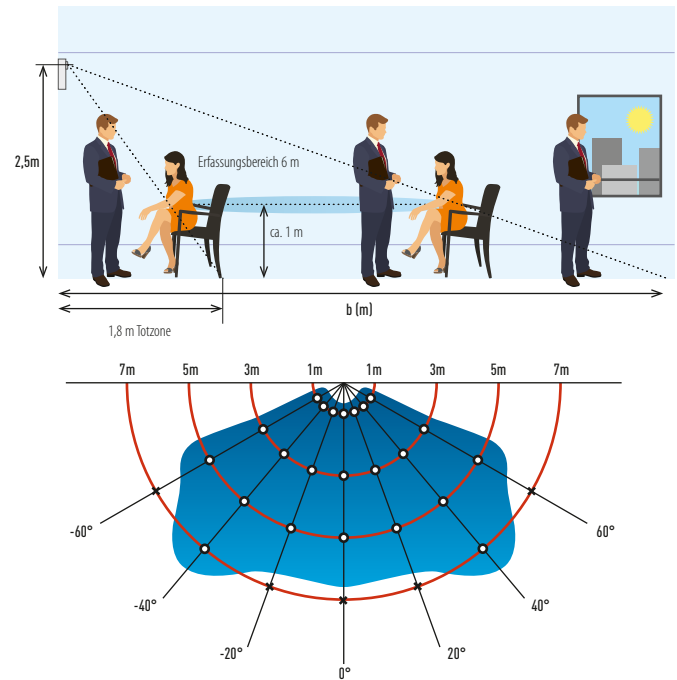 2,5m
Erfassungsbereich 6 m
ca. 1 m
b (m)
1,8 m Totzone
7m 5m 3m 1m 1m 3m 5m 7m
-60° 60°
-40° 40°
-20° 20°
0°